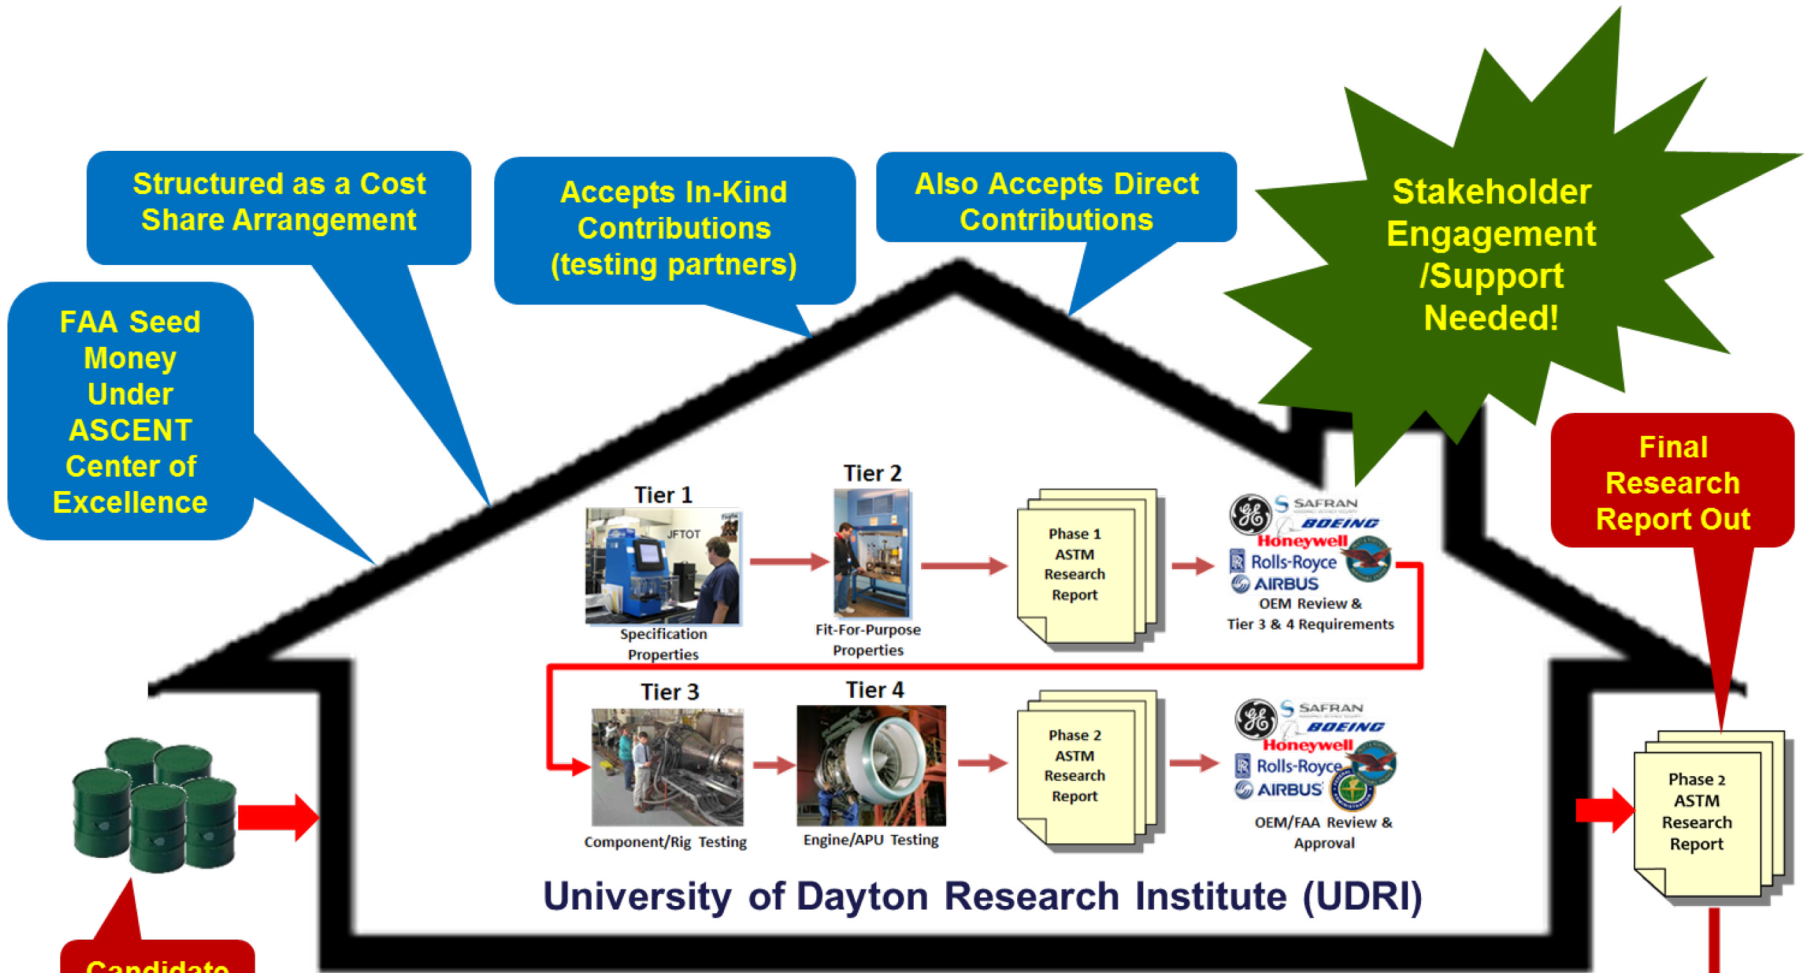 Structured as a Cost
Share Arrangement
Accepts In-Kind
Contributions
(testing partners)
Also Accepts Direct
Contributions
Stakeholder
Engagement
/Support
Needed!
FAA Seed
Money
Under
ASCENT
Center of
Excellence
Final
Research
Report Out
Tier 1
JFTOT
Specification
Properties
Tier 2
Fit-For-Purpose
Properties
Phase 1
ASTM
Research
Report
GE
SAFRAN
BOEING
Honeywell
Rolls-Royce
AIRBUS
OEM Review &
Tier 3 & 4 Requirements
Tier 3
Component/Rig Testing
Tier 4
Engine/APU Testing
Phase 2
ASTM
Research
Report
GE
SAFRAN
BOEING
Honeywell
Rolls-Royce
AIRBUS
OEM/FAA Review &
Approval
Phase 2
ASTM
Research
Report
University of Dayton Research Institute (UDRI)
Candidate